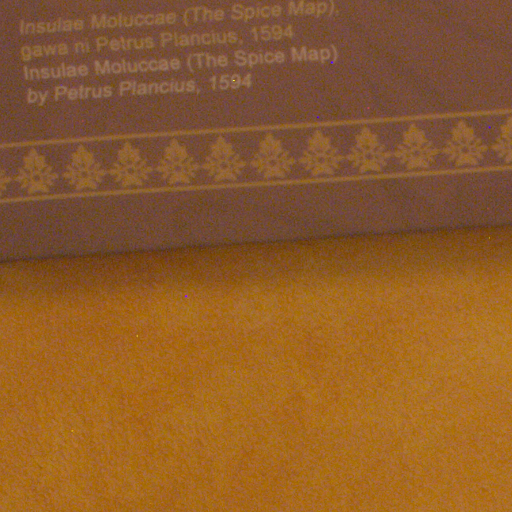 Insulae Moluccae (The Spice Map),
gawa ni Petrus Plancius, 1594
Insulae Moluccae (The Spice Map)
by Petrus Plancius, 1594